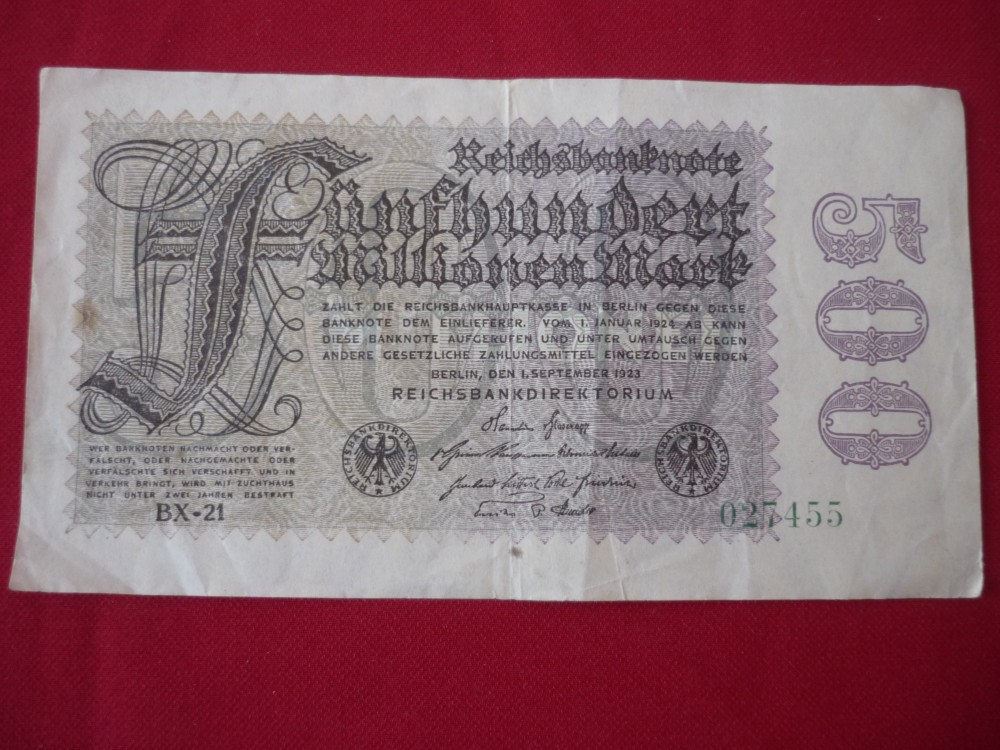 Reichsbanknote
Fünfhundert
Millionen Mark
ZAHLT DIE REICHSBANKHAUPTKASSE IN BERLIN GEGEN DIESE
BANKNOTE DEM EINLIEFERER. VOM 1. JANUAR 1924 AB KANN
DIESE BANKNOTE AUFGERUFEN UND UNTER UMTAUSCH GEGEN
ANDERE GESETZLICHE ZAHLUNGSMITTEL EINGEZOGEN WERDEN
BERLIN, DEN 1. SEPTEMBER 1923
REICHSBANKDIREKTORIUM
WER BANKNOTEN NACHMACHT ODER VER-
FÄLSCHT, ODER NACHGEMACHTE ODER
VERFÄLSCHTE SICH VERSCHAFFT UND IN
VERKEHR BRINGT, WIRD MIT ZUCHTHAUS
NICHT UNTER ZWEI JAHREN BESTRAFT
BX-21
REICHSBANKDIREKTORIUM
REICHSBANKDIREKTORIUM
027455
500